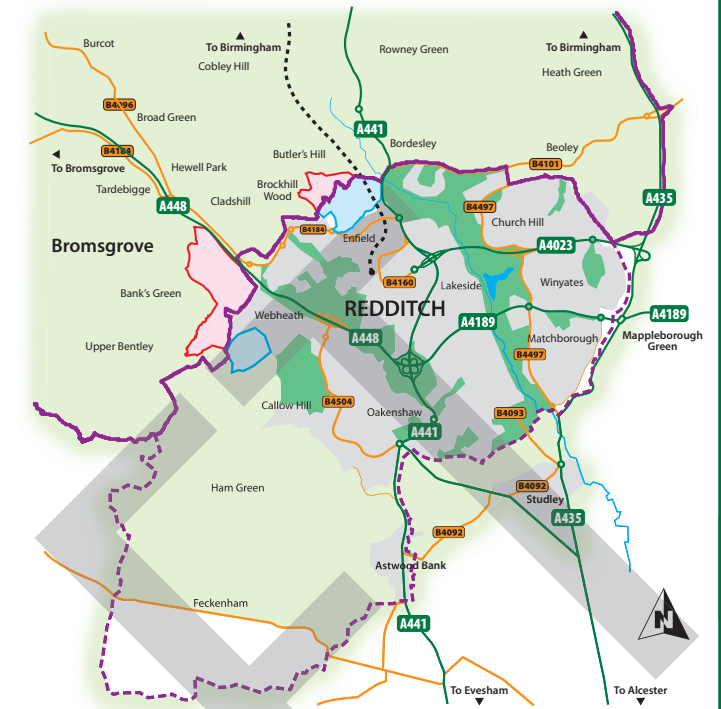 Burcot
To Birmingham
Cobley Hill
Rowney Green
To Birmingham
Heath Green
B4096
Broad Green
A441
Bordesley
B4184
To Bromsgrove
Hewell Park
Butler's Hill
Beoley
B4101
Tardebigge
Brockhill
Wood
A448
Cladshill
A435
B4497
Church Hill
B4184
Enfield
A4023
Bromsgrove
B4160
Lakeside
Winyates
Bank's Green
REDDITCH
Webheath
A4189
A4189
A448
Mappleborough
Green
Matchborough
Upper Bentley
B4497
Callow Hill
B4504
Oakenshaw
B4093
A441
Ham Green
B4092
Studley
A435
B4092
Astwood Bank
Feckenham
A441
N
To Evesham
To Alcester